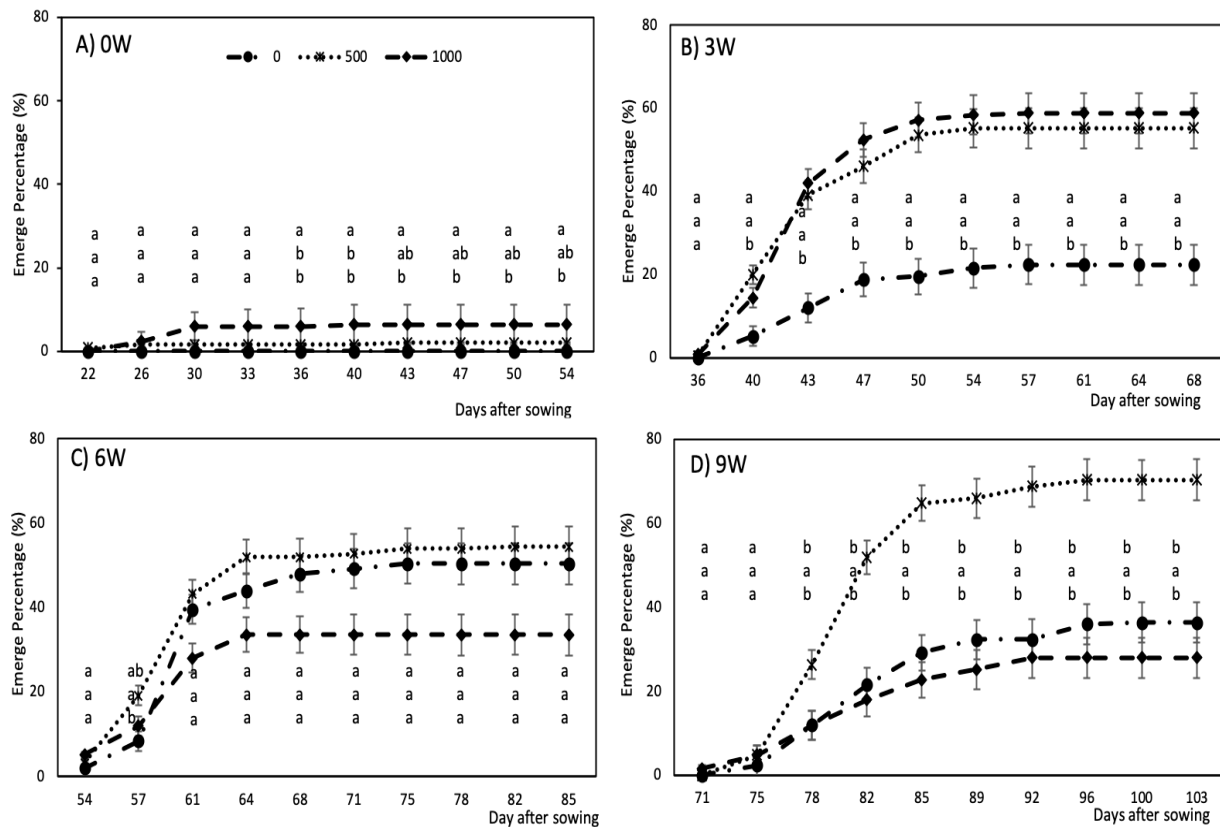 A) 0W
0 500 1000
Emerge Percentage (%)
80
60
40
20
0
a a a a a a a a a a
a a a a b b ab ab ab ab
a a a a b b b b b b
22 26 30 33 36 40 43 47 50 54
Days after sowing
B) 3W
Emerge Percentage (%)
80
60
40
20
0
a a a a a a a a a a
a a a a a a a a a a
a b b b b b b b b b
36 40 43 47 50 54 57 61 64 68
Day after sowing
C) 6W
Emerge Percentage (%)
80
60
40
20
0
a ab a a a a a a a a
a a a a a a a a a a
a b a a a a a a a a
54 57 61 64 68 71 75 78 82 85
Day after sowing
D) 9W
Emerge Percentage (%)
80
60
40
20
0
a a b b b b b b b b
a a a a a a a a a a
a a b b b b b b b b
71 75 78 82 85 89 92 96 100 103
Days after sowing